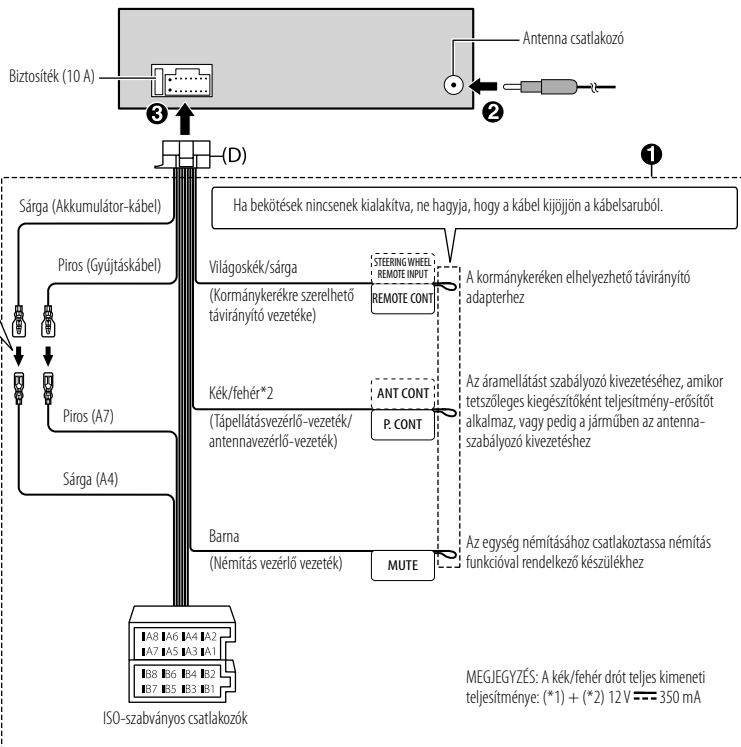 Antenna csatlakozó
Biztosíték (10 A)
❸
❷
(D)
❶
Sárga (Akkumulátor-kábel)
Ha bekötések nincsenek kialakítva, ne hagyja, hogy a kábel kijöjjön a kábelsaruból.
Piros (Gyújtáskábel)
Világoskék/sárga
(Kormánykerékre szerelhető
távirányító vezetéke)
STEERING WHEEL
REMOTE INPUT
REMOTE CONT
A kormánykeréken elhelyezhető távirányító
adapterhez
Kék/fehér*2
(Tápellátásvezérlő-vezeték/
antennavezérlő-vezeték)
ANT CONT
P. CONT
Az áramellátást szabályozó kivezetéséhez, amikor
tetszőleges kiegészítőként teljesítmény-erősítőt
alkalmaz, vagy pedig a járműben az antenna-
szabályozó kivezetéshez
Piros (A7)
Sárga (A4)
Barna
(Némítás vezérlő vezeték)
MUTE
Az egység némításához csatlakoztassa némítás
funkcióval rendelkező készülékhez
A8 A6 A4 A2
A7 A5 A3 A1
B8 B6 B4 B2
B7 B5 B3 B1
ISO-szabványos csatlakozók
MEGJEGYZÉS: A kék/fehér drót teljes kimeneti
teljesítménye: (*1) + (*2) 12 V ⎓ 350 mA